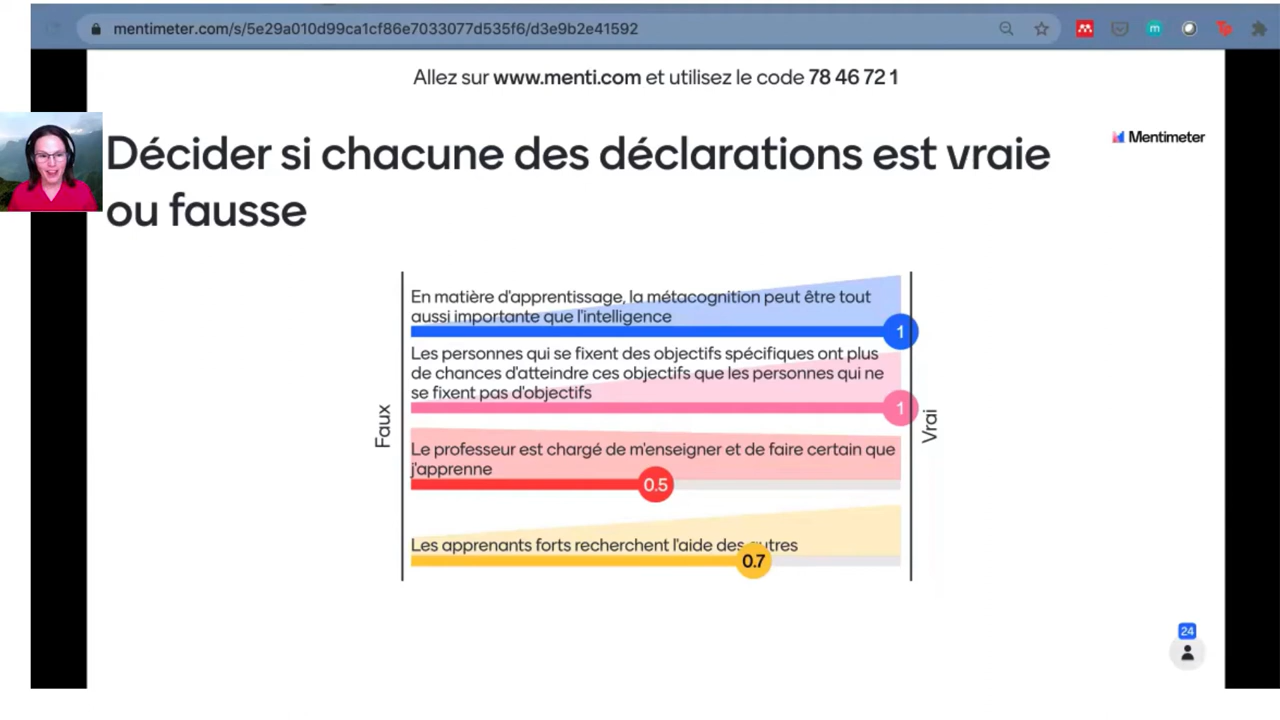 mentimeter.com/s/5e29a010d99ca1cf86e7033077d535f6/d3e9b2e41592
m
Allez sur www.menti.com et utilisez le code 78 46 72 1
Mentimeter
Décider si chacune des déclarations est vraie
ou fausse
En matière d'apprentissage, la métacognition peut être tout
aussi importante que l'intelligence
1
Les personnes qui se fixent des objectifs spécifiques ont plus
de chances d'atteindre ces objectifs que les personnes qui ne
se fixent pas d'objectifs
1
Faux
Vrai
Le professeur est chargé de m'enseigner et de faire certain que
j'apprenne
0.5
Les apprenants forts recherchent l'aide des autres
0.7
24